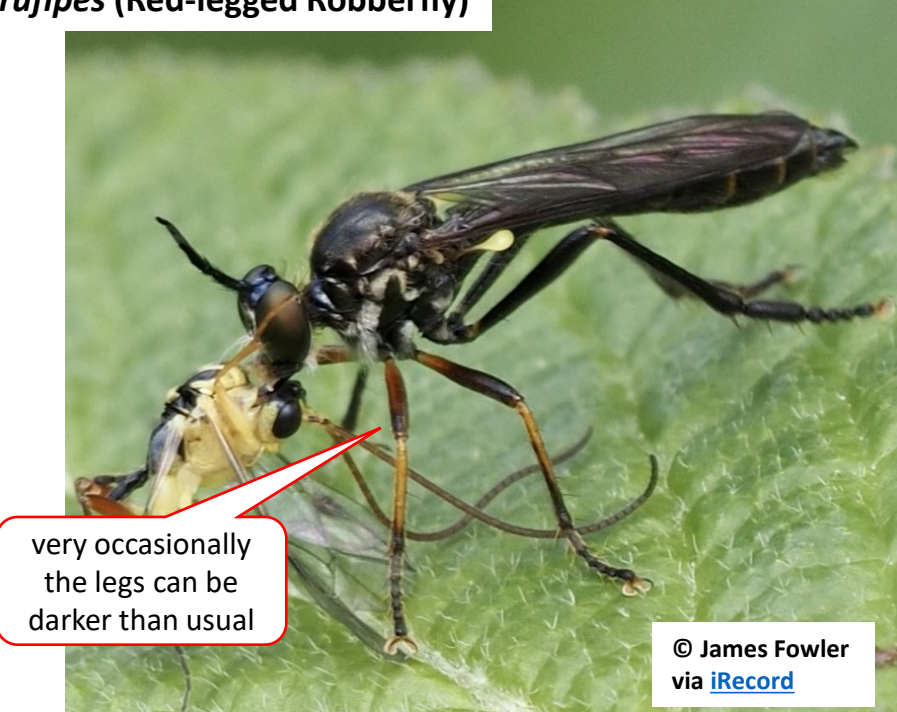 rufipes (Red-legged Robberfly)
very occasionally
the legs can be
darker than usual
© James Fowler
via iRecord